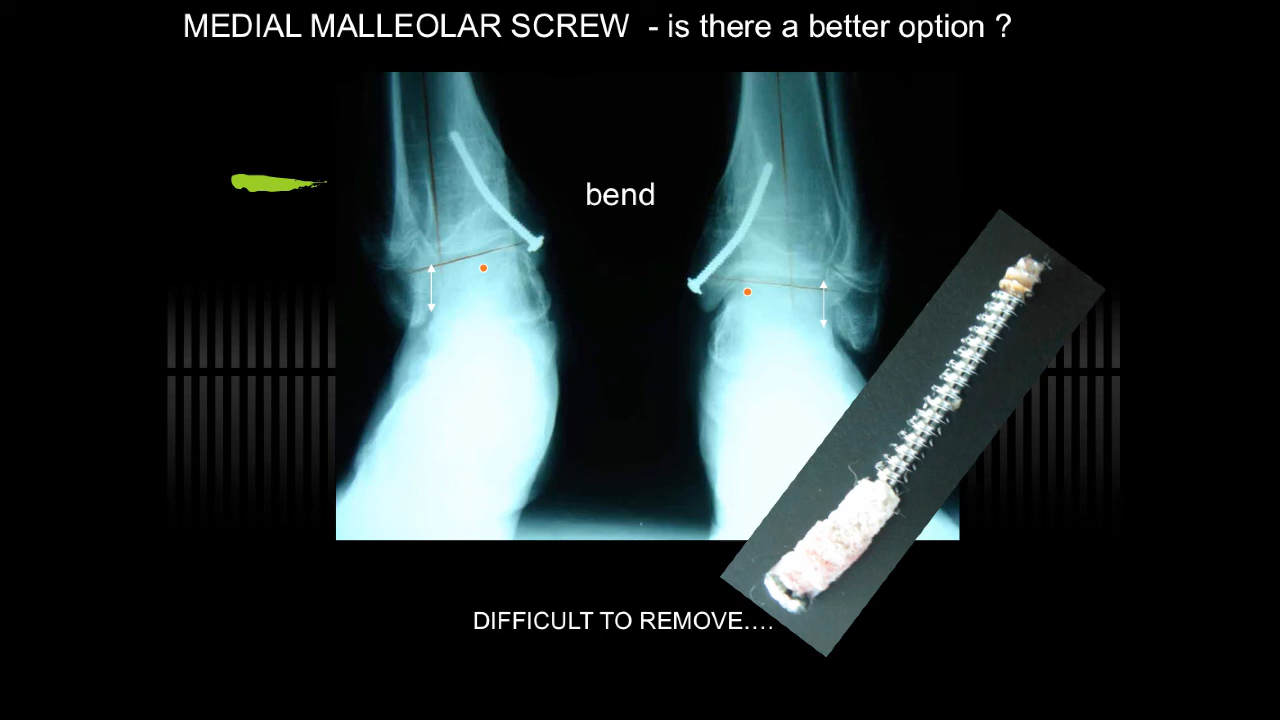 MEDIAL MALLEOLAR SCREW - is there a better option ?
bend
DIFFICULT TO REMOVE....